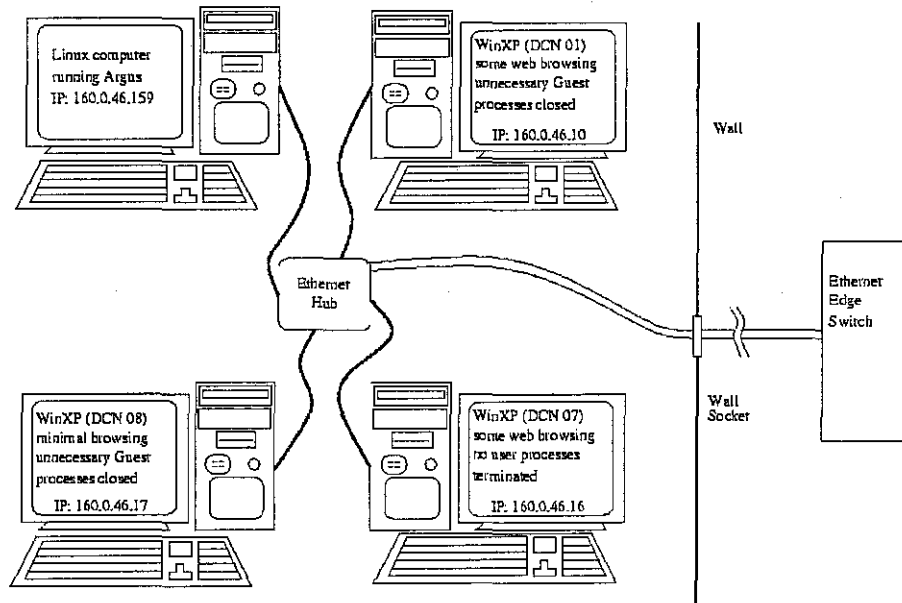 Linux computer
running Argus
IP: 160.0.46.159
WinXP (DCN 01)
some web browsing
unnecessary Guest
processes closed
IP: 160.0.46.10
Wall
Ethernet
Hub
Ethernet
Edge
Switch
WinXP (DCN 08)
minimal browsing
unnecessary Guest
processes closed
IP: 160.0.46.17
WinXP (DCN 07)
some web browsing
no user processes
terminated
IP: 160.0.46.16
Wall
Socket